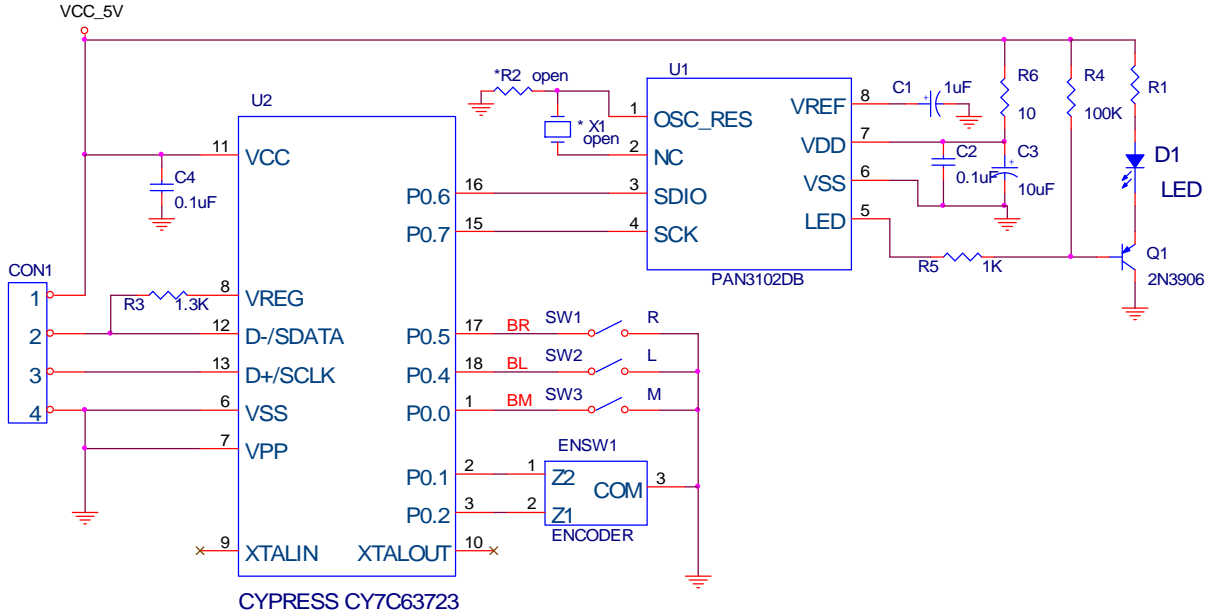 VCC_5V
*R2 open
U1
* X1
open
1 OSC_RES
2 NC
3 SDIO
4 SCK
VREF 8
VDD 7
VSS 6
LED 5
PAN3102DB
C1 1uF
R6
10
R4
100K
R1
C2
0.1uF
C3
10uF
D1
LED
R5 1K
Q1
2N3906
U2
11 VCC
C4
0.1uF
P0.6 16
P0.7 15
CON1
1
2
3
4
R3 1.3K
8 VREG
12 D-/SDATA
13 D+/SCLK
6 VSS
7 VPP
9 XTALIN
XTALOUT 10
P0.5 17 BR SW1 R
P0.4 18 BL SW2 L
P0.0 1 BM SW3 M
P0.1 2
P0.2 3
ENSW1
1 Z2
2 Z1
COM 3
ENCODER
CYPRESS CY7C63723